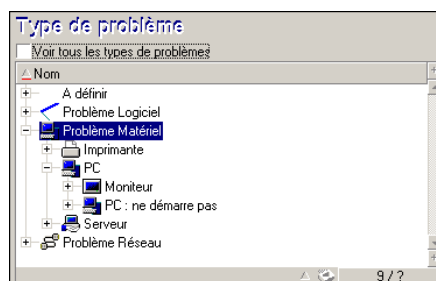 Type de problème
Voir tous les types de problèmes
Nom
A définir
Problème Logiciel
Problème Matériel
Imprimante
PC
Moniteur
PC : ne démarre pas
Serveur
Problème Réseau
9 / ?